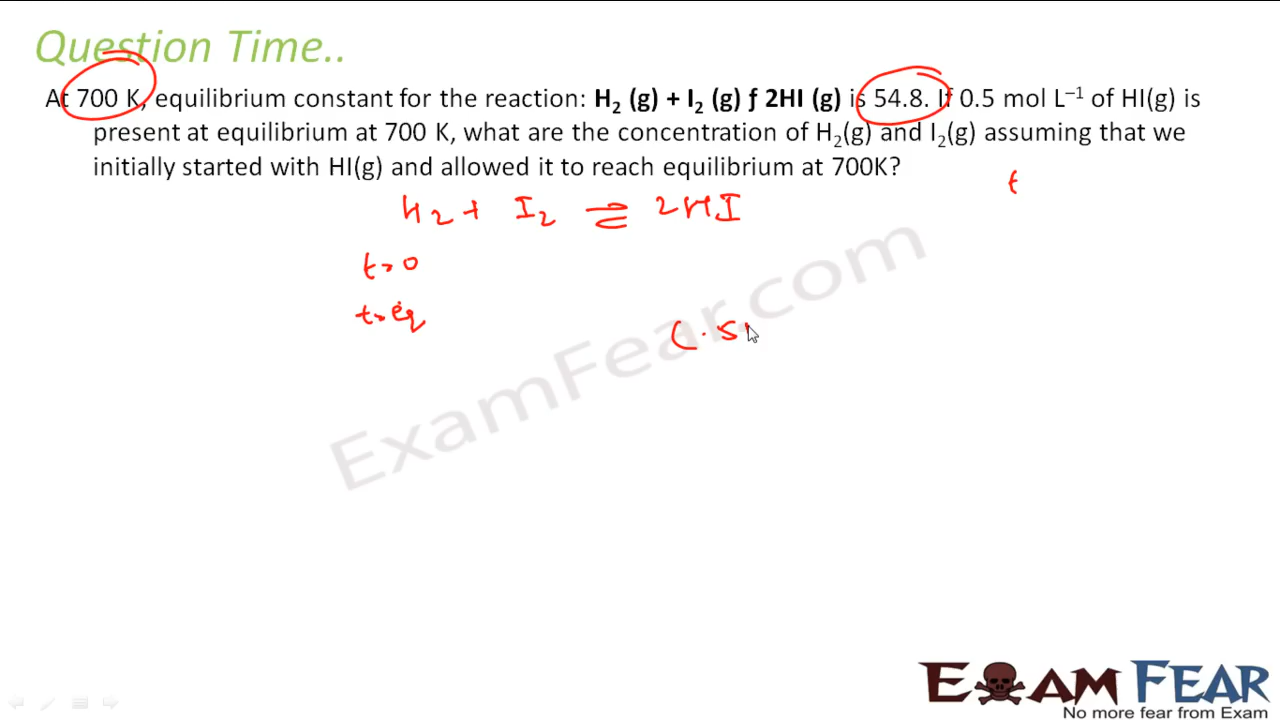 Question Time..
At 700 K, equilibrium constant for the reaction: H₂ (g) + I₂ (g) ƒ 2HI (g) is 54.8. If 0.5 mol L⁻¹ of HI(g) is
present at equilibrium at 700 K, what are the concentration of H₂(g) and I₂(g) assuming that we
initially started with HI(g) and allowed it to reach equilibrium at 700K?
t
H₂ + I₂ ⇌ 2HI
t=0
t=eq
(.5
ExamFear.com
EXAM FEAR
No more fear from Exam